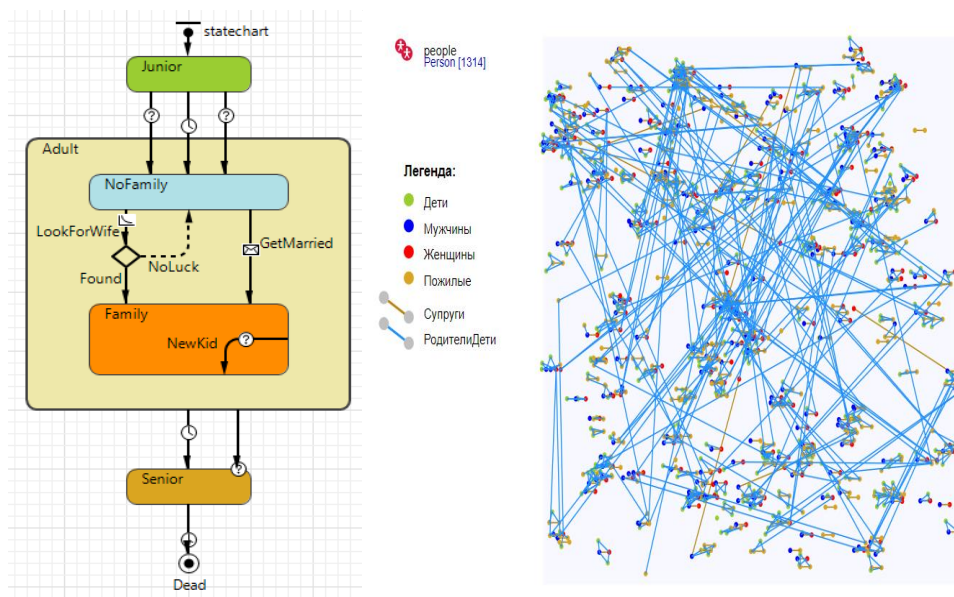 statechart
Junior
?
?
Adult
NoFamily
LookForWife
GetMarried
NoLuck
Found
Family
NewKid
?
?
Senior
Dead
people
Person [1314]
Легенда:
Дети
Мужчины
Женщины
Пожилые
Супруги
РодителиДети